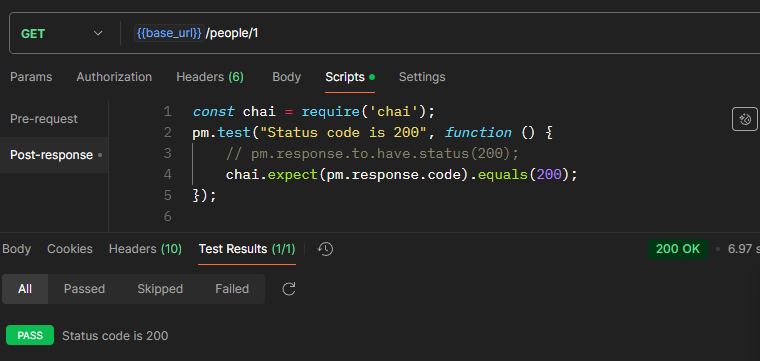 GET {{base_url}}/people/1
Params Authorization Headers (6) Body Scripts Settings
Pre-request
Post-response
1 const chai = require('chai');
2 pm.test("Status code is 200", function () {
3 // pm.response.to.have.status(200);
4 chai.expect(pm.response.code).equals(200);
5 });
6
Body Cookies Headers (10) Test Results (1/1) 200 OK • 6.97 s
All Passed Skipped Failed
PASS Status code is 200